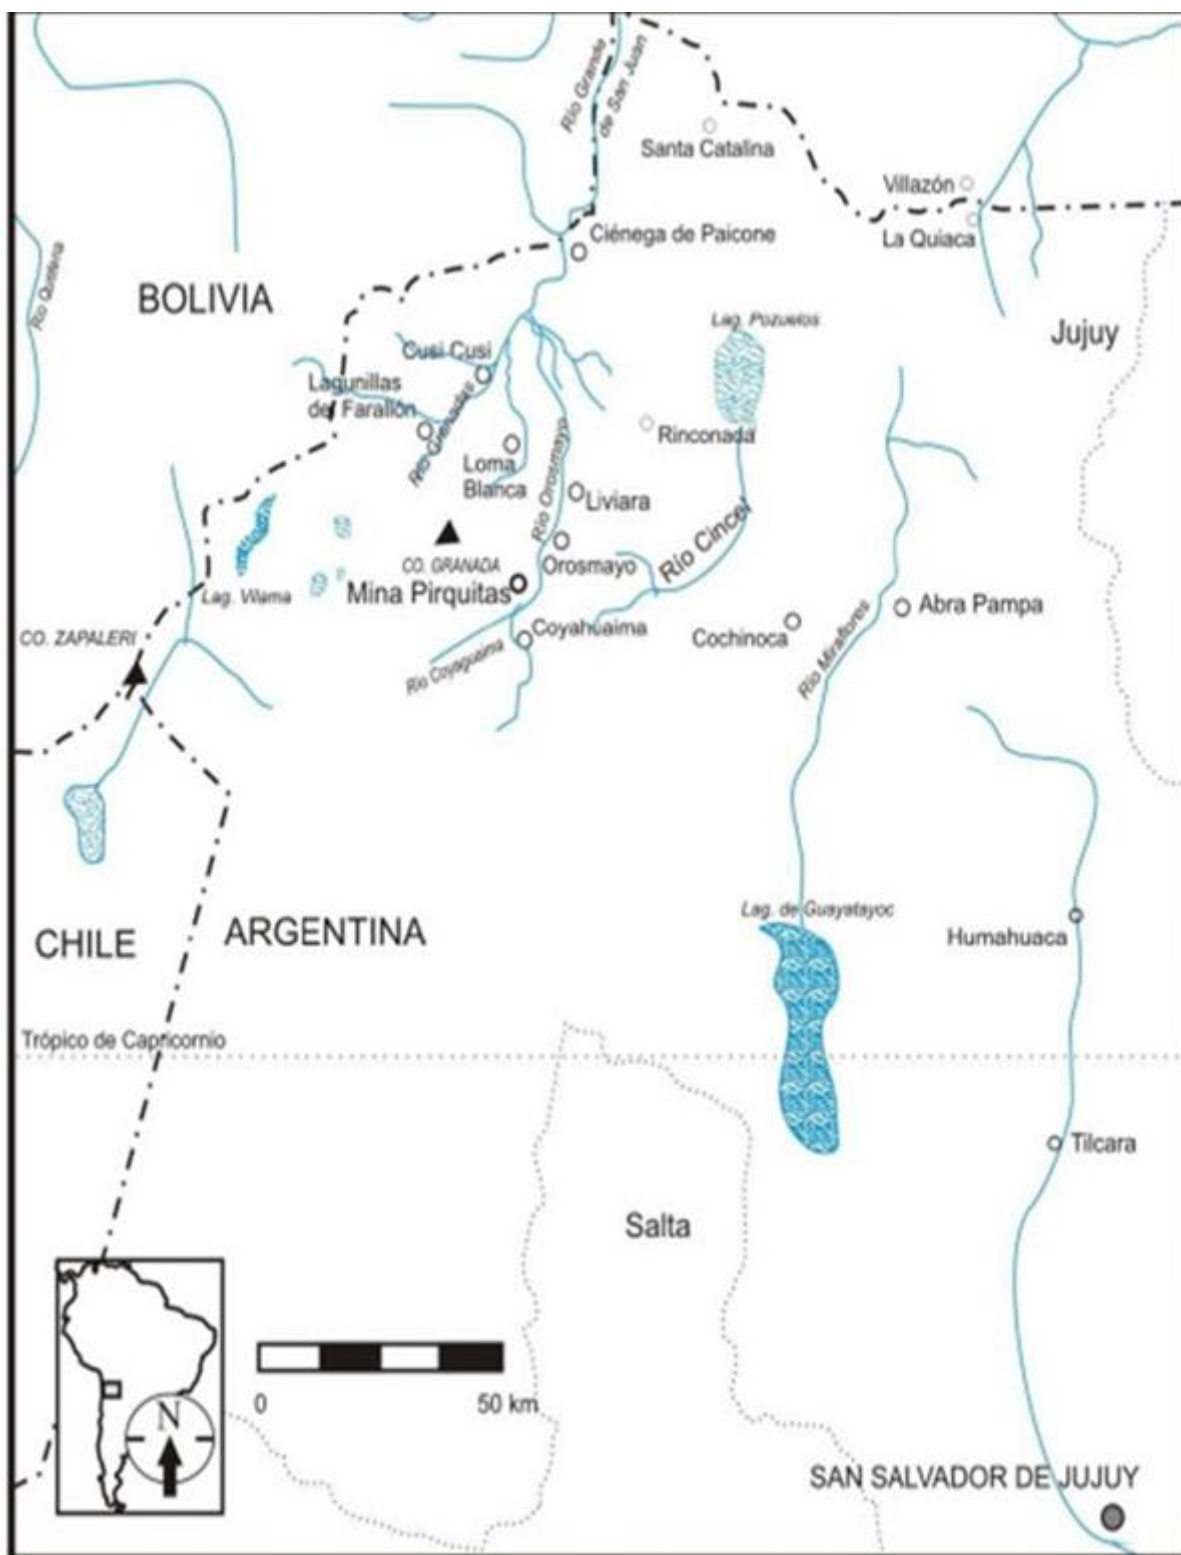 Río Grande
de San Juan
Santa Catalina
Villazón
La Quiaca
Ciénega de Paicone
Río Quetena
BOLIVIA
Lag. Pozuelos
Jujuy
Cusi Cusi
Lagunillas
del Farallón
Río Granadas
Rinconada
Loma
Blanca
Río Orosmayo
Liviara
Río Cincel
CO. GRANADA
Orosmayo
Lag. Vilama
Mina Pirquitas
Abra Pampa
CO. ZAPALERI
Coyahuaima
Cochinoca
Río Miraflores
Río Coyaguaima
Lag. de Guayatayoc
CHILE
ARGENTINA
Humahuaca
Trópico de Capricornio
Tilcara
Salta
N
0
50 km
SAN SALVADOR DE JUJUY